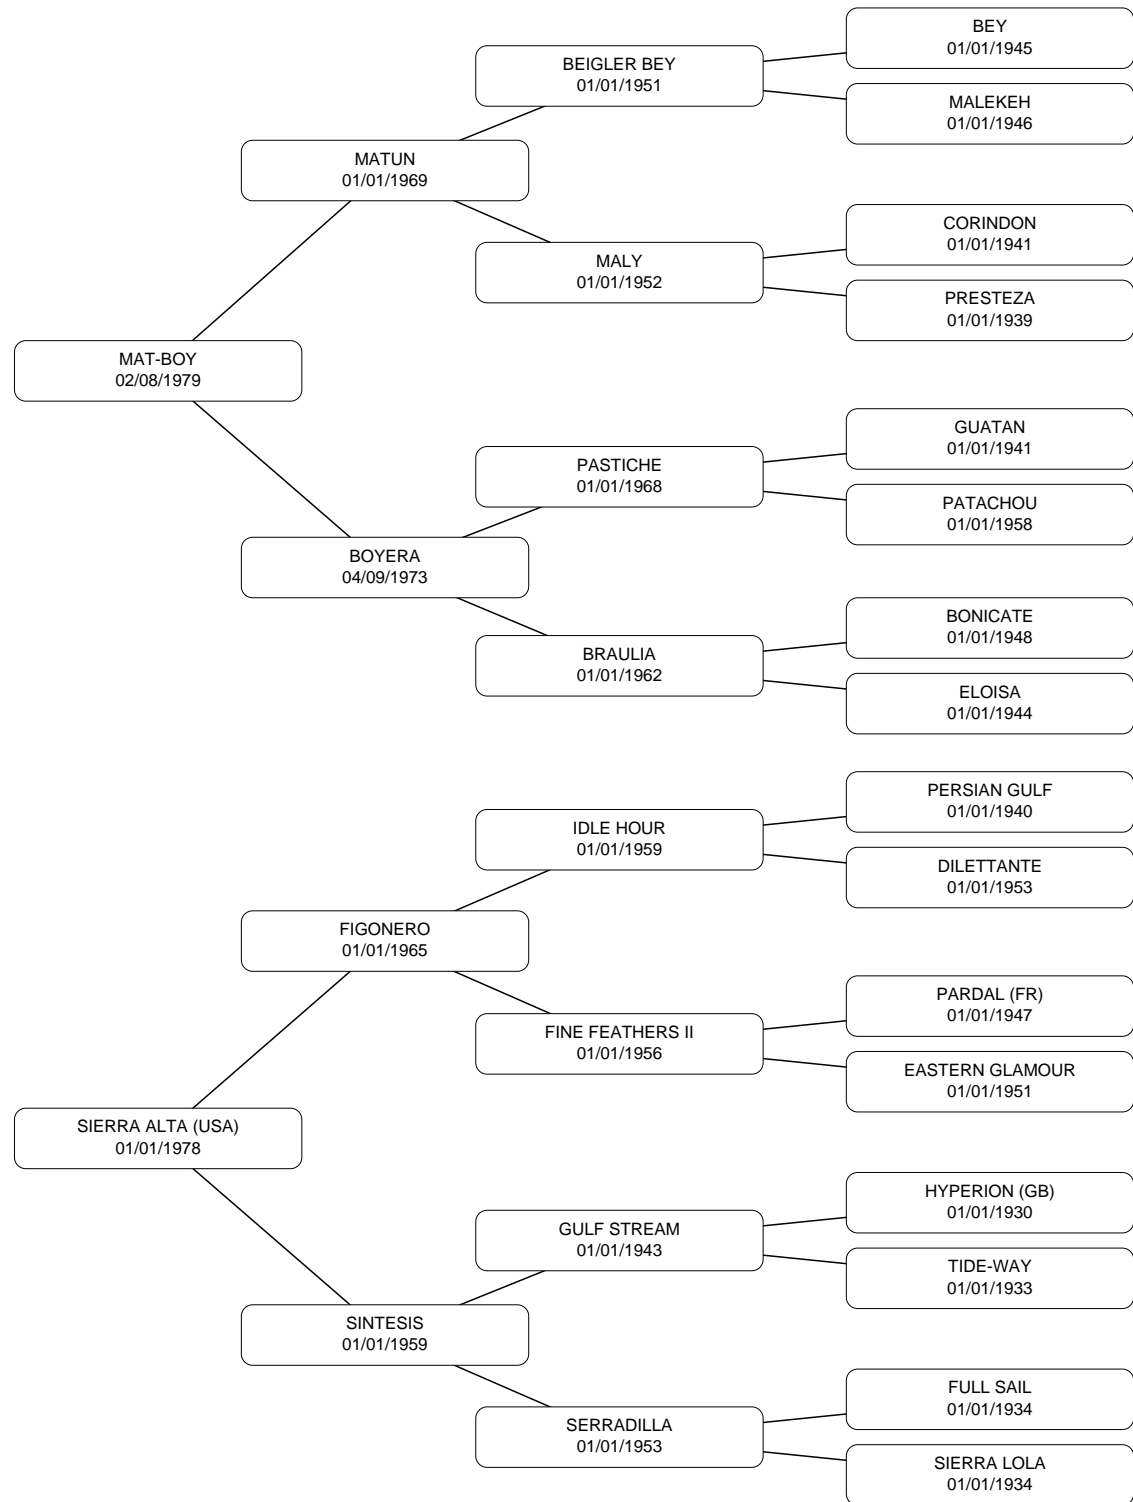 BEY
01/01/1945
BEIGLER BEY
01/01/1951
MALEKEH
01/01/1946
MATUN
01/01/1969
CORINDON
01/01/1941
MALY
01/01/1952
PRESTEZA
01/01/1939
MAT-BOY
02/08/1979
GUATAN
01/01/1941
PASTICHE
01/01/1968
PATACHOU
01/01/1958
BOYERA
04/09/1973
BONICATE
01/01/1948
BRAULIA
01/01/1962
ELOISA
01/01/1944
PERSIAN GULF
01/01/1940
IDLE HOUR
01/01/1959
DILETTANTE
01/01/1953
FIGONERO
01/01/1965
PARDAL (FR)
01/01/1947
FINE FEATHERS II
01/01/1956
EASTERN GLAMOUR
01/01/1951
SIERRA ALTA (USA)
01/01/1978
HYPERION (GB)
01/01/1930
GULF STREAM
01/01/1943
TIDE-WAY
01/01/1933
SINTESIS
01/01/1959
FULL SAIL
01/01/1934
SERRADILLA
01/01/1953
SIERRA LOLA
01/01/1934